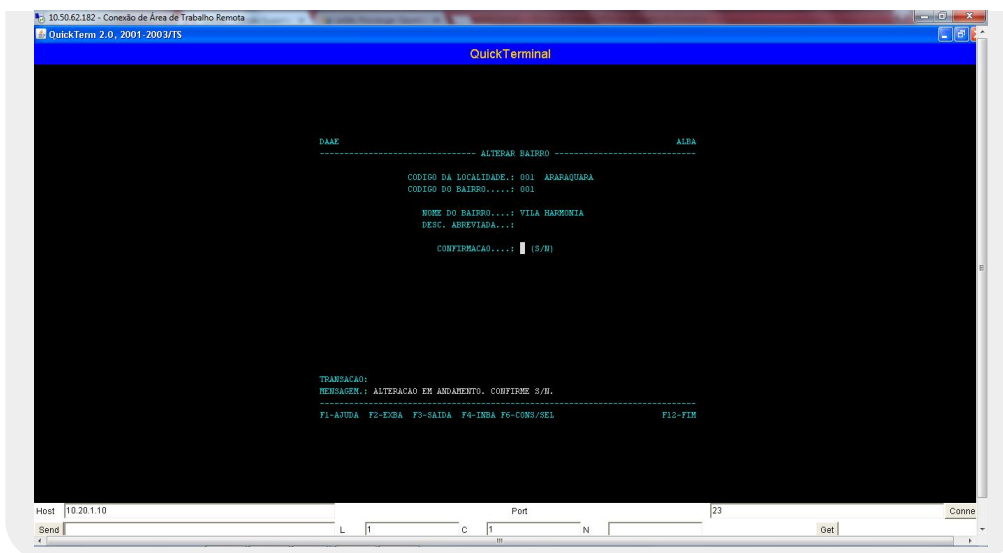 10.50.62.182 - Conexão de Área de Trabalho Remota
QuickTerm 2.0, 2001-2003/TS
QuickTerminal
DAAE ALBA
-------------------------------- ALTERAR BAIRRO -----------------------------
CODIGO DA LOCALIDADE.: 001 ARARAQUARA
CODIGO DO BAIRRO.....: 001
NOME DO BAIRRO....: VILA HARMONIA
DESC. ABREVIADA...:
CONFIRMACAO....: (S/N)
TRANSACAO:
MENSAGEM.: ALTERACAO EM ANDAMENTO. CONFIRME S/N.
-----------------------------------------------------------------------------
F1-AJUDA F2-EXBA F3-SAIDA F4-INBA F6-CONS/SEL F12-FIM
Host 10.20.1.10 Port 23 Conne
Send L 1 C 1 N Get